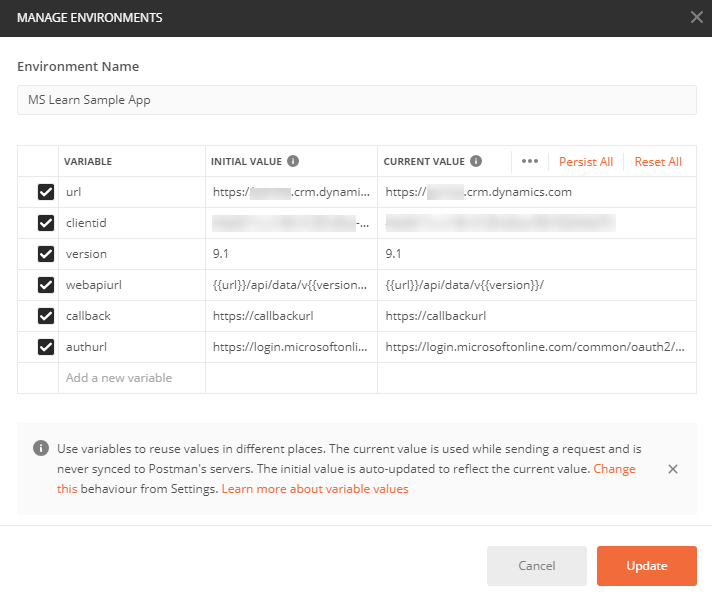 MANAGE ENVIRONMENTS
Environment Name
MS Learn Sample App
VARIABLE INITIAL VALUE CURRENT VALUE ••• Persist All Reset All
url https:/ .crm.dynami... https:// .crm.dynamics.com
clientid -...
version 9.1 9.1
webapiurl {{url}}/api/data/v{{version... {{url}}/api/data/v{{version}}/
callback https://callbackurl https://callbackurl
authurl https://login.microsoftonli... https://login.microsoftonline.com/common/oauth2/...
Add a new variable
Use variables to reuse values in different places. The current value is used while sending a request and is
never synced to Postman's servers. The initial value is auto-updated to reflect the current value. Change
this behaviour from Settings. Learn more about variable values
Cancel Update